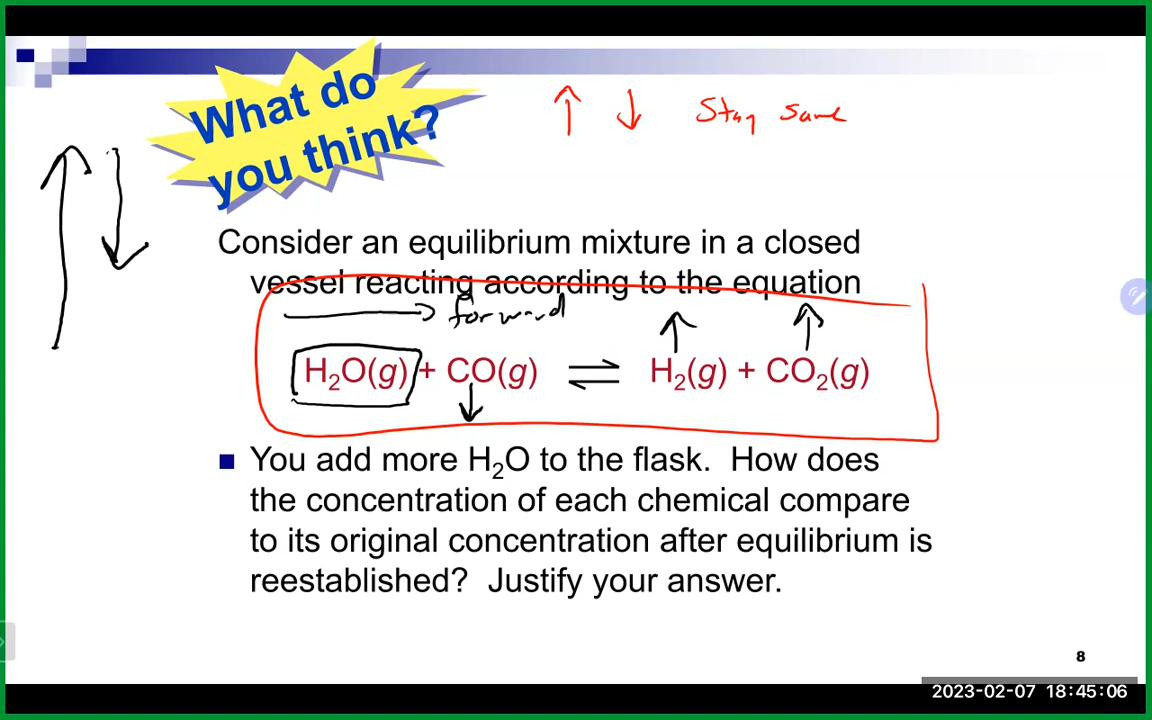 What do
you think?
↑ ↓ Stay same
Consider an equilibrium mixture in a closed
vessel reacting according to the equation
forward
H₂O(g) + CO(g) ⇌ H₂(g) + CO₂(g)
■ You add more H₂O to the flask. How does
the concentration of each chemical compare
to its original concentration after equilibrium is
reestablished? Justify your answer.
8
2023-02-07 18:45:06